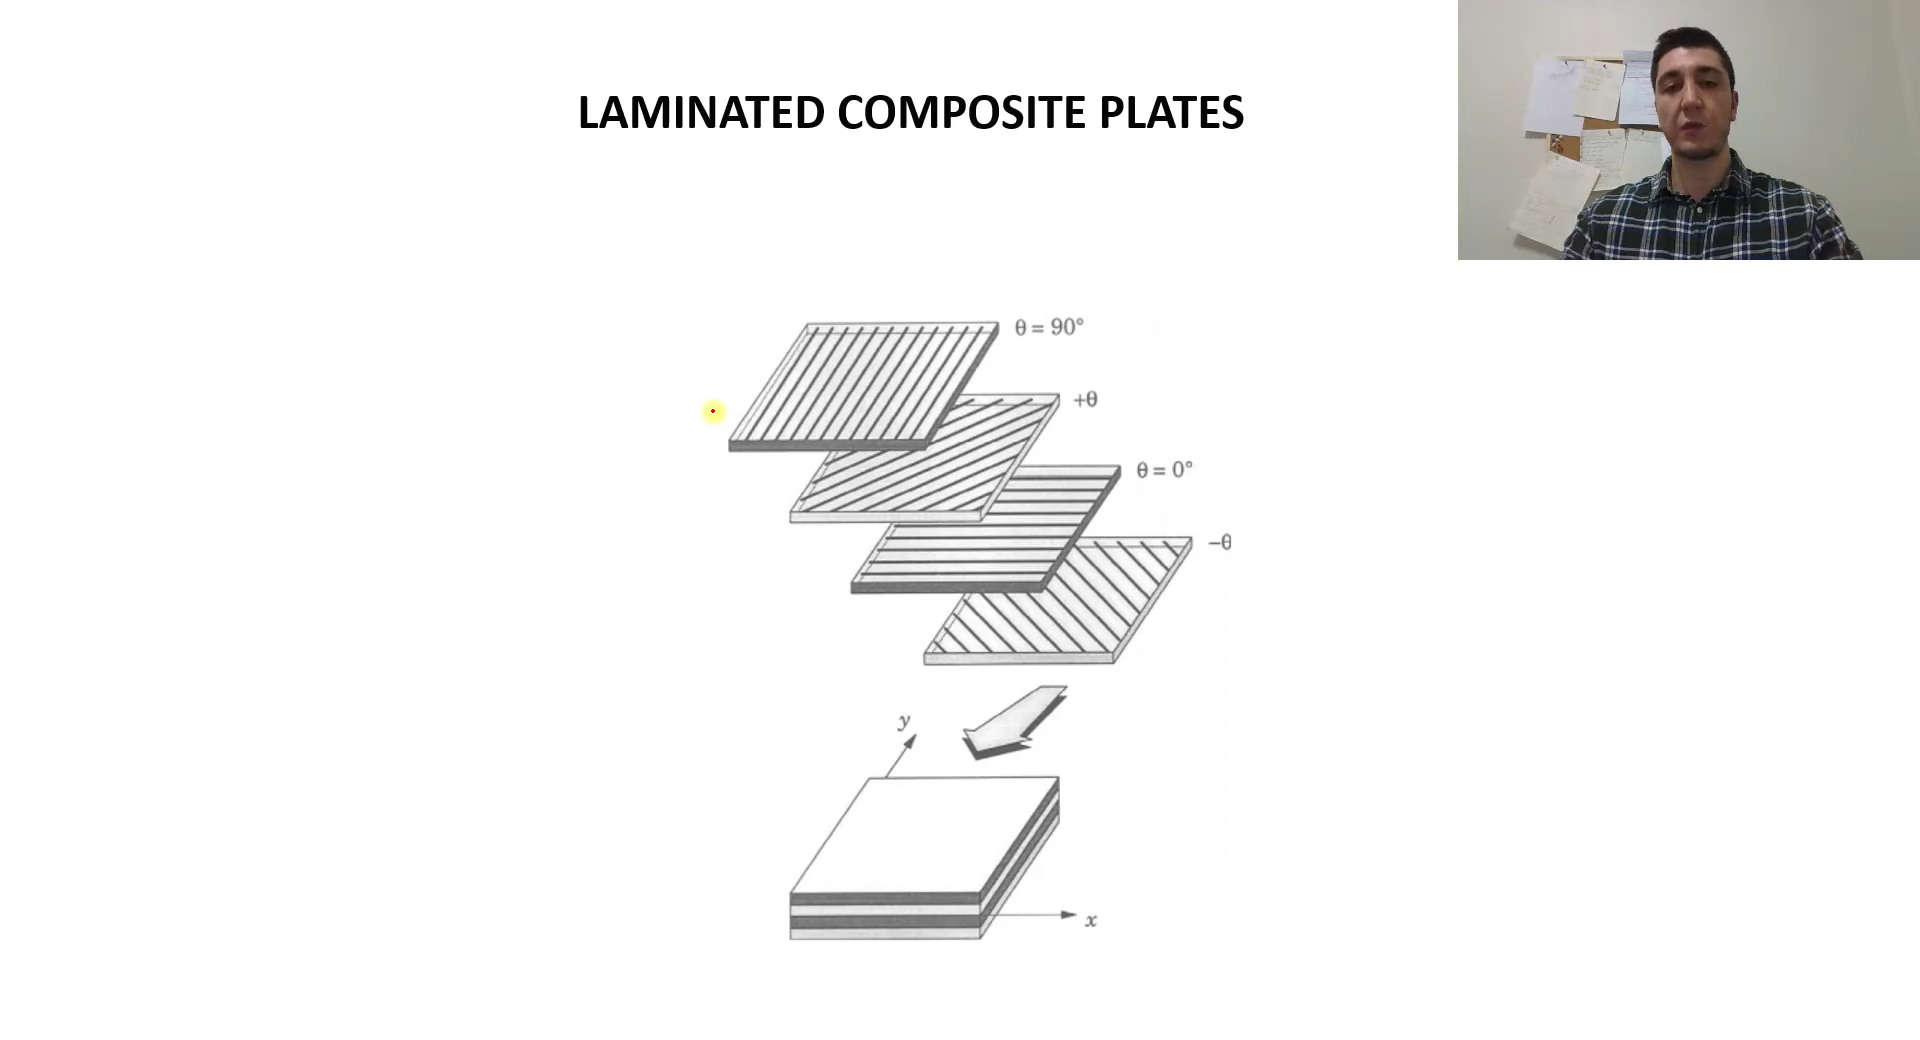 LAMINATED COMPOSITE PLATES
θ = 90°
+θ
θ = 0°
−θ
y
x